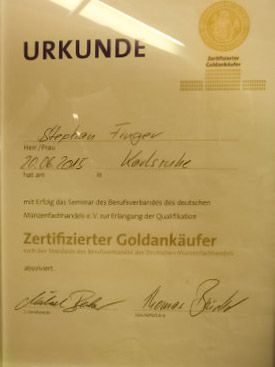 URKUNDE
Zertifizierter
Goldankäufer
Stephan Finger
Herr/Frau
20.06.2015 Karlsruhe
hat am in
mit Erfolg das Seminar des Berufsverbandes des deutschen
Münzenfachhandels e.V. zur Erlangung der Qualifikation
Zertifizierter Goldankäufer
nach den Standards des Berufsverbandes des Deutschen Münzenfachhandels
absolviert.